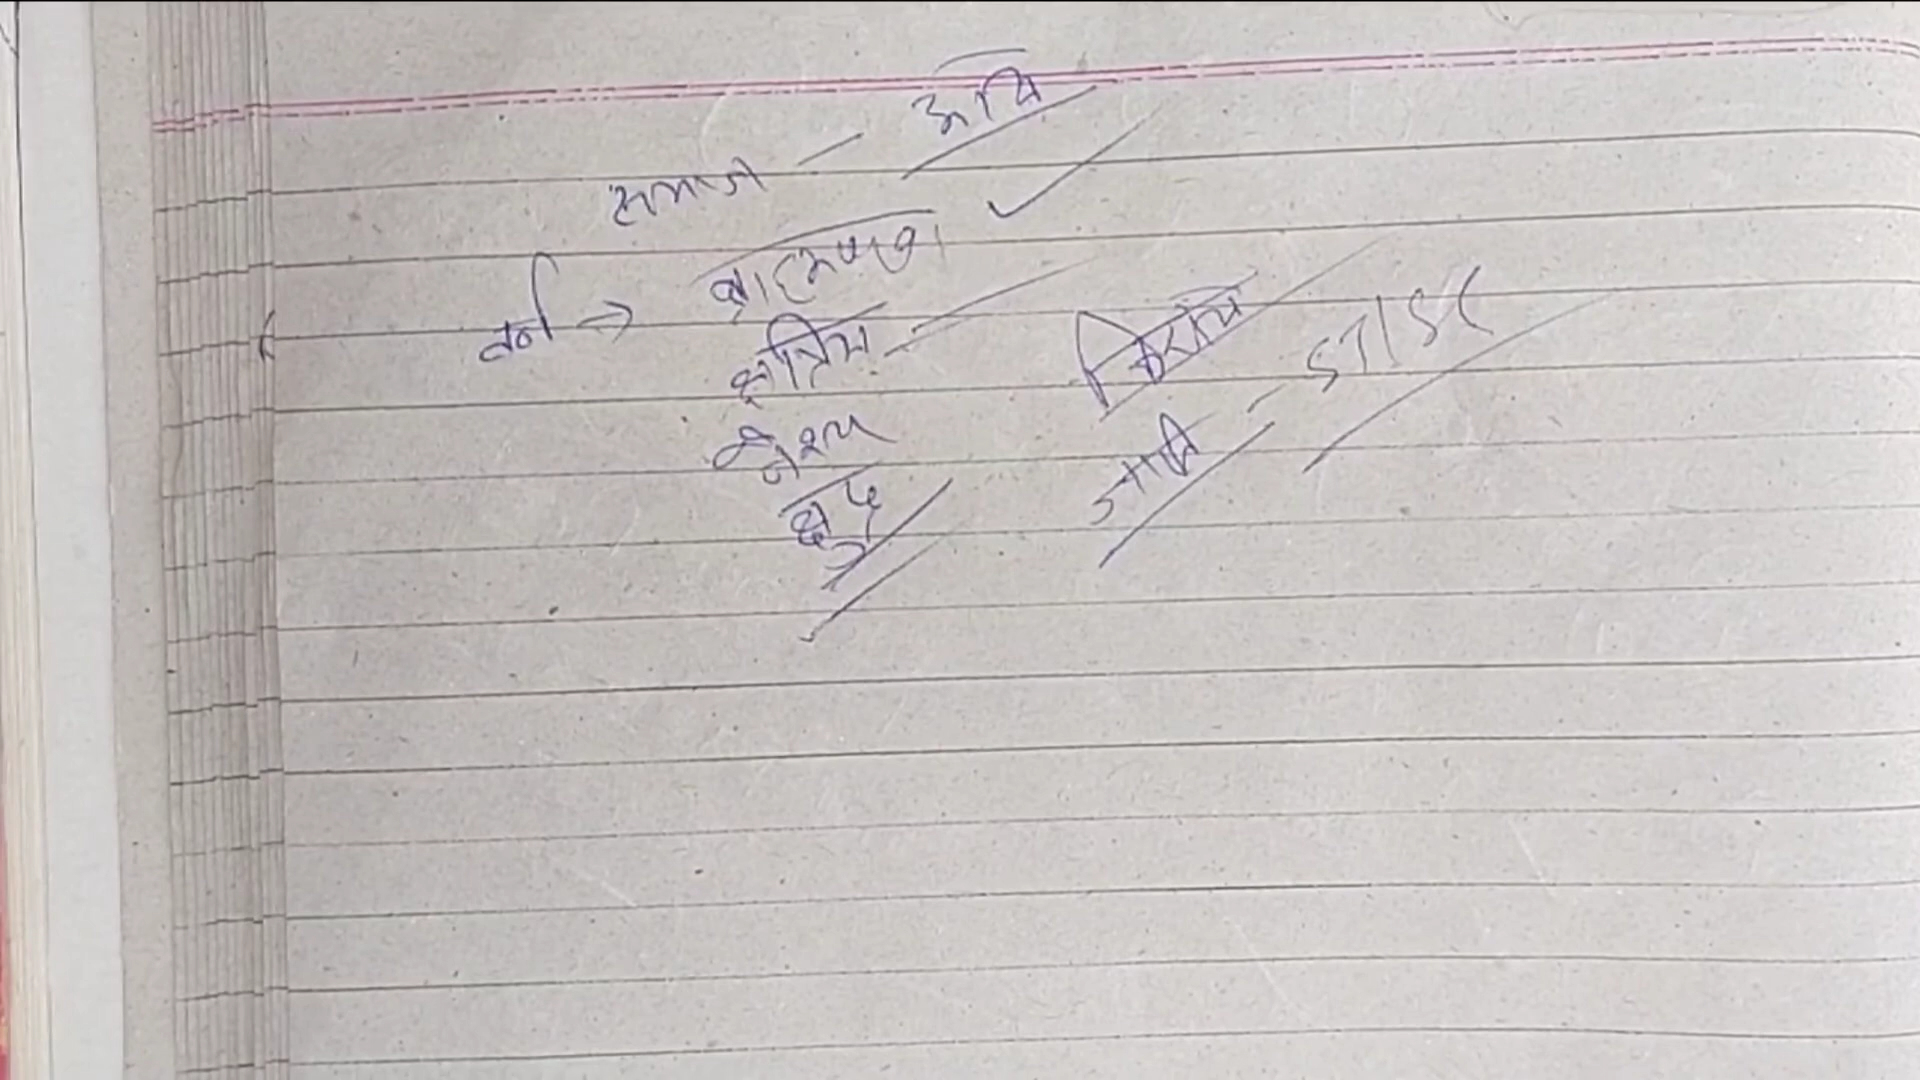 समाज -
वर्ण → ब्राह्मण
क्षत्रिय -
वैश्य
शुद्र
जाति - ST/SC